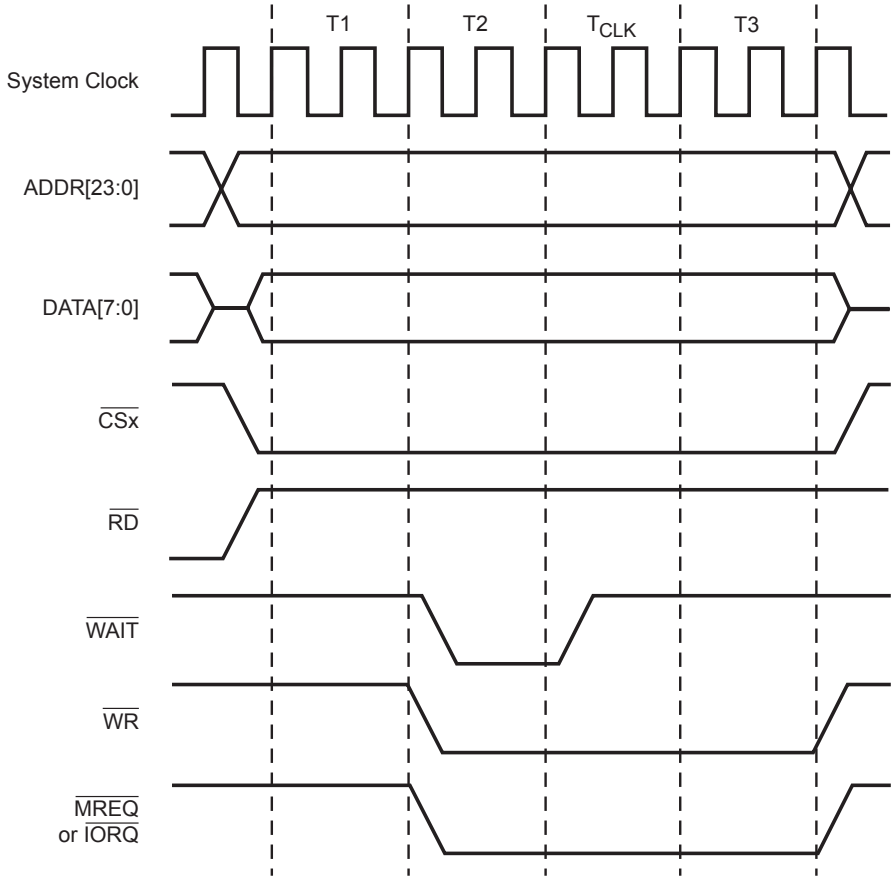 T1 T2 TCLK T3
System Clock
ADDR[23:0]
DATA[7:0]
CSx
RD
WAIT
WR
MREQ
or IORQ